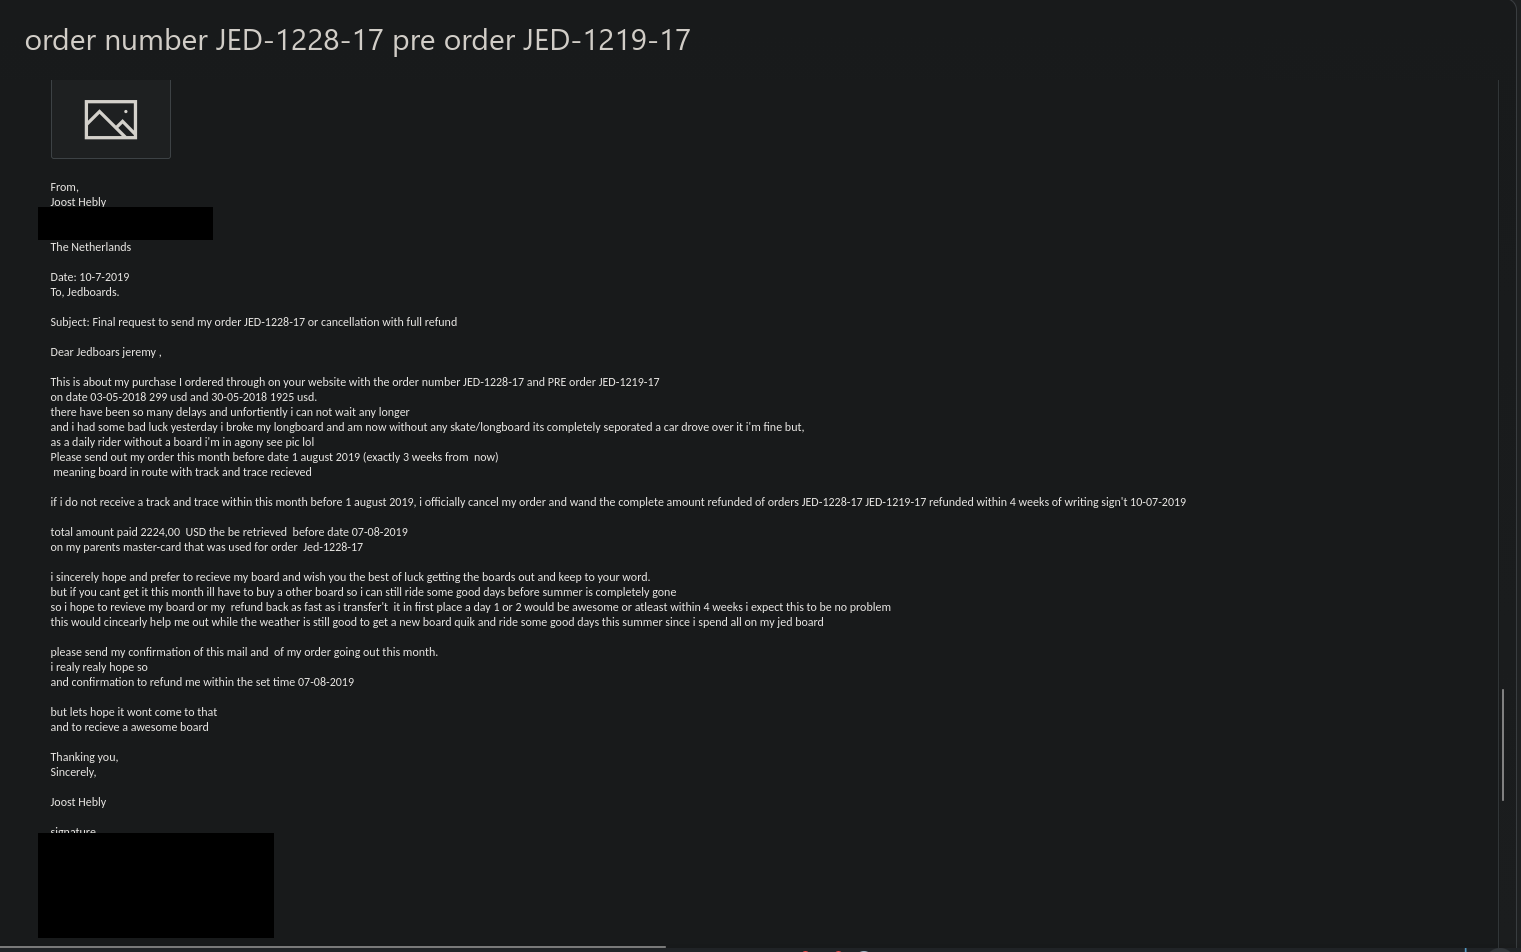 order number JED-1228-17 pre order JED-1219-17
From,
Joost Hebly
The Netherlands
Date: 10-7-2019
To, Jedboards.
Subject: Final request to send my order JED-1228-17 or cancellation with full refund
Dear Jedboars jeremy ,
This is about my purchase I ordered through on your website with the order number JED-1228-17 and PRE order JED-1219-17
on date 03-05-2018 299 usd and 30-05-2018 1925 usd.
there have been so many delays and unfortiently i can not wait any longer
and i had some bad luck yesterday i broke my longboard and am now without any skate/longboard its completely seporated a car drove over it i'm fine but,
as a daily rider without a board i'm in agony see pic lol
Please send out my order this month before date 1 august 2019 (exactly 3 weeks from  now)
meaning board in route with track and trace recieved
if i do not receive a track and trace within this month before 1 august 2019, i officially cancel my order and wand the complete amount refunded of orders JED-1228-17 JED-1219-17 refunded within 4 weeks of writing sign't 10-07-2019
total amount paid 2224,00  USD the be retrieved  before date 07-08-2019
on my parents master-card that was used for order  Jed-1228-17
i sincerely hope and prefer to recieve my board and wish you the best of luck getting the boards out and keep to your word.
but if you cant get it this month ill have to buy a other board so i can still ride some good days before summer is completely gone
so i hope to revieve my board or my  refund back as fast as i transfer't  it in first place a day 1 or 2 would be awesome or atleast within 4 weeks i expect this to be no problem
this would cincearly help me out while the weather is still good to get a new board quik and ride some good days this summer since i spend all on my jed board
please send my confirmation of this mail and  of my order going out this month.
i realy realy hope so
and confirmation to refund me within the set time 07-08-2019
but lets hope it wont come to that
and to recieve a awesome board
Thanking you,
Sincerely,
Joost Hebly
signature